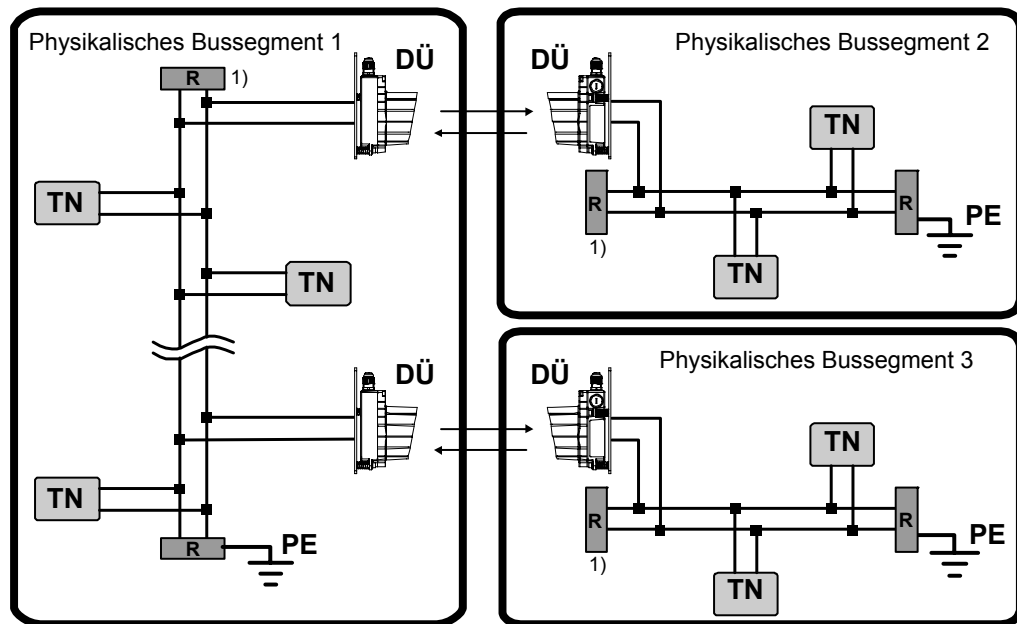 Physikalisches Bussegment 1
R 1)
DÜ
TN
TN
DÜ
TN
R
PE
Physikalisches Bussegment 2
DÜ
TN
R
R
PE
1)
TN
Physikalisches Bussegment 3
DÜ
TN
R
R
PE
1)
TN